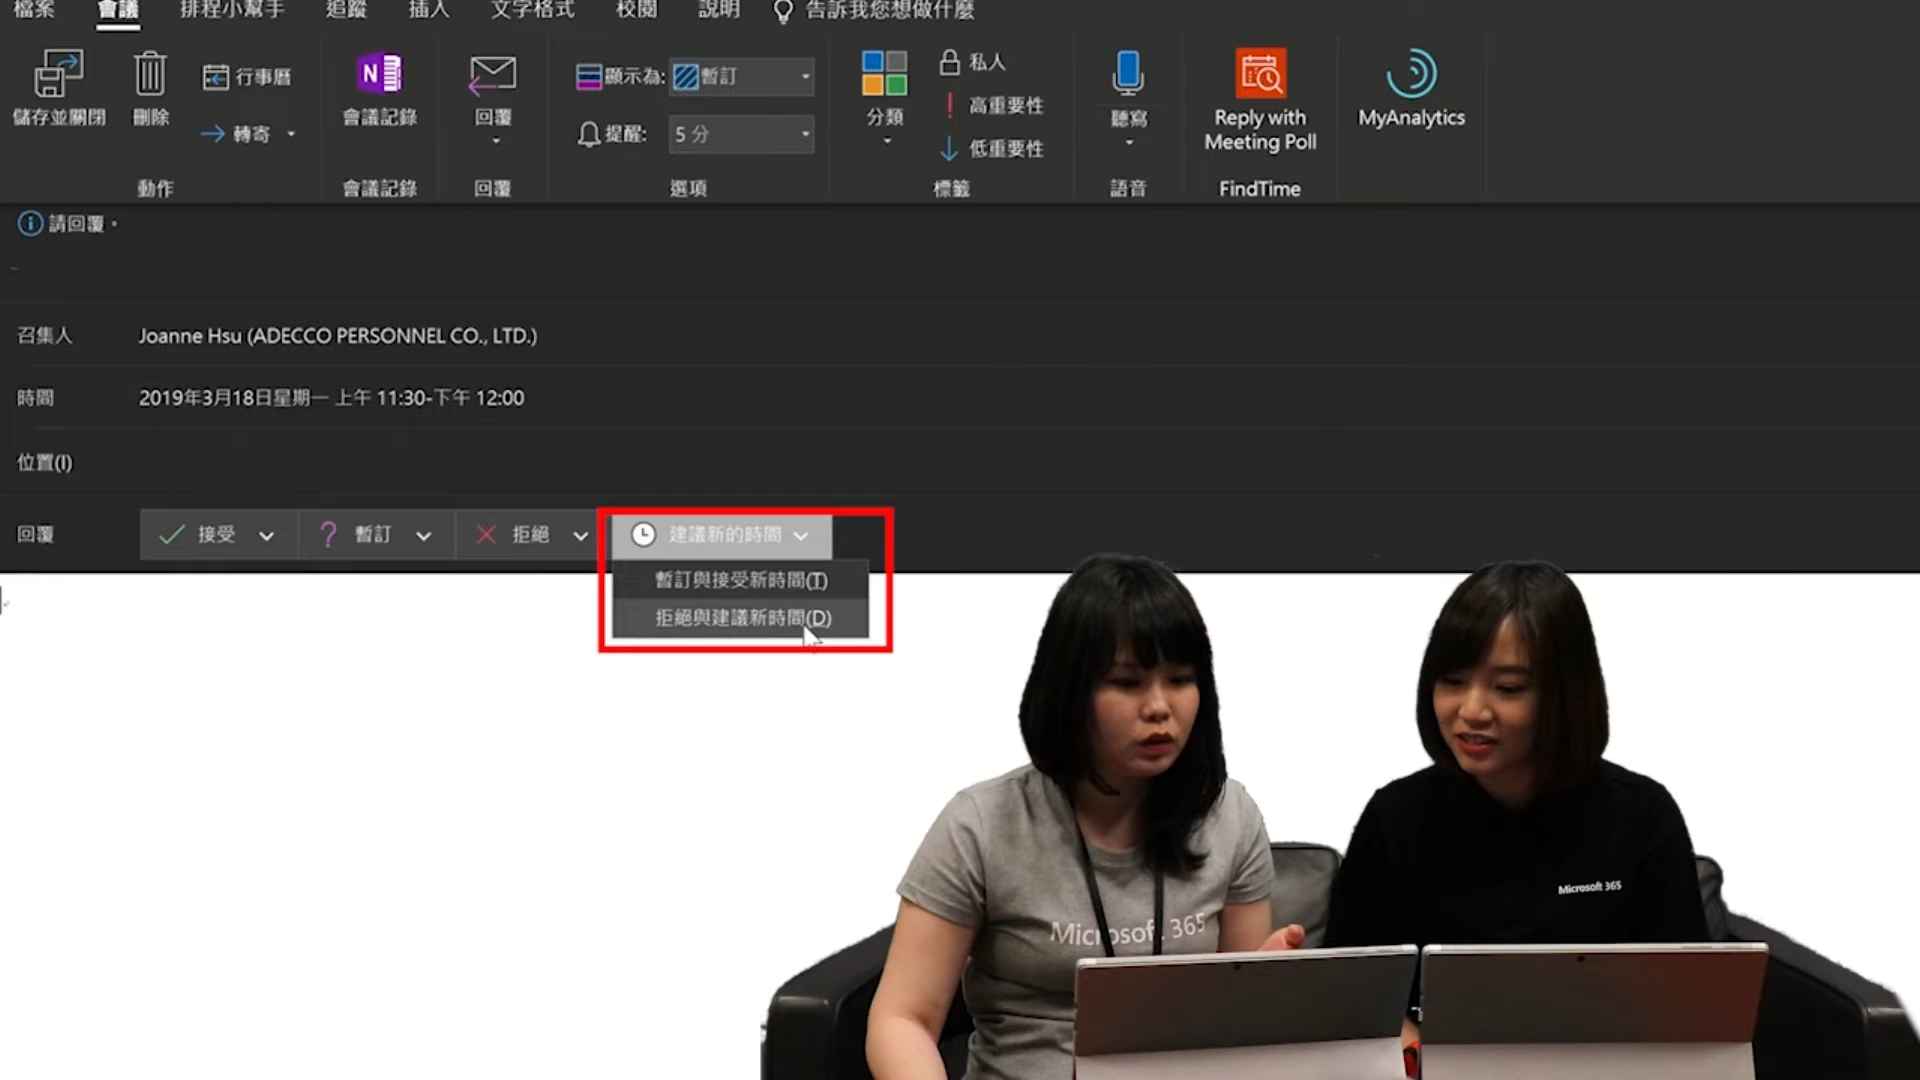 檔案 會議 排程小幫手 追蹤 插入 文字格式 校閱 說明 告訴我您想做什麼
儲存並關閉
刪除
行事曆
轉寄
動作
會議記錄
會議記錄
回覆
回覆
顯示為: 暫訂
提醒: 5 分
選項
分類
私人
高重要性
低重要性
標籤
聽寫
語音
Reply with
Meeting Poll
FindTime
MyAnalytics
請回覆。
召集人 Joanne Hsu (ADECCO PERSONNEL CO., LTD.)
時間 2019年3月18日星期一 上午 11:30-下午 12:00
位置(I)
回覆 接受 暫訂 拒絕 建議新的時間
暫訂與接受新時間(T)
拒絕與建議新時間(D)
Microsoft 365
Microsoft 365